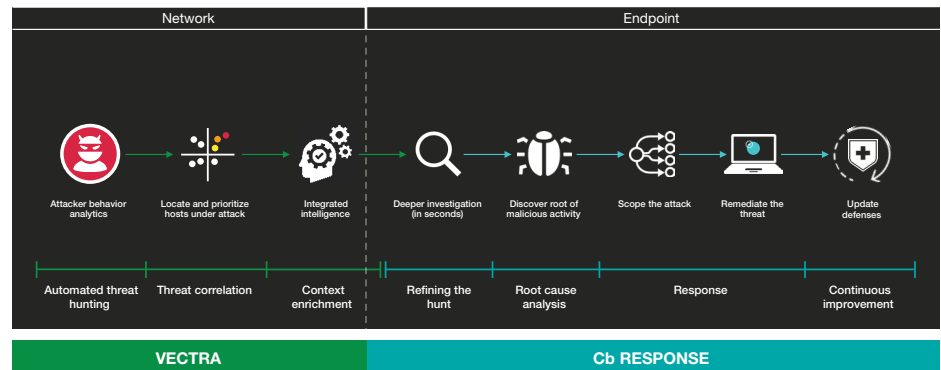 Network
Endpoint
Attacker behavior
analytics
Locate and prioritize
hosts under attack
Integrated
intelligence
Deeper investigation
(in seconds)
Discover root of
malicious activity
Scope the attack
Remediate the
threat
Update
defenses
Automated threat
hunting
Threat correlation
Context
enrichment
Refining the
hunt
Root cause
analysis
Response
Continuous
improvement
VECTRA
Cb RESPONSE